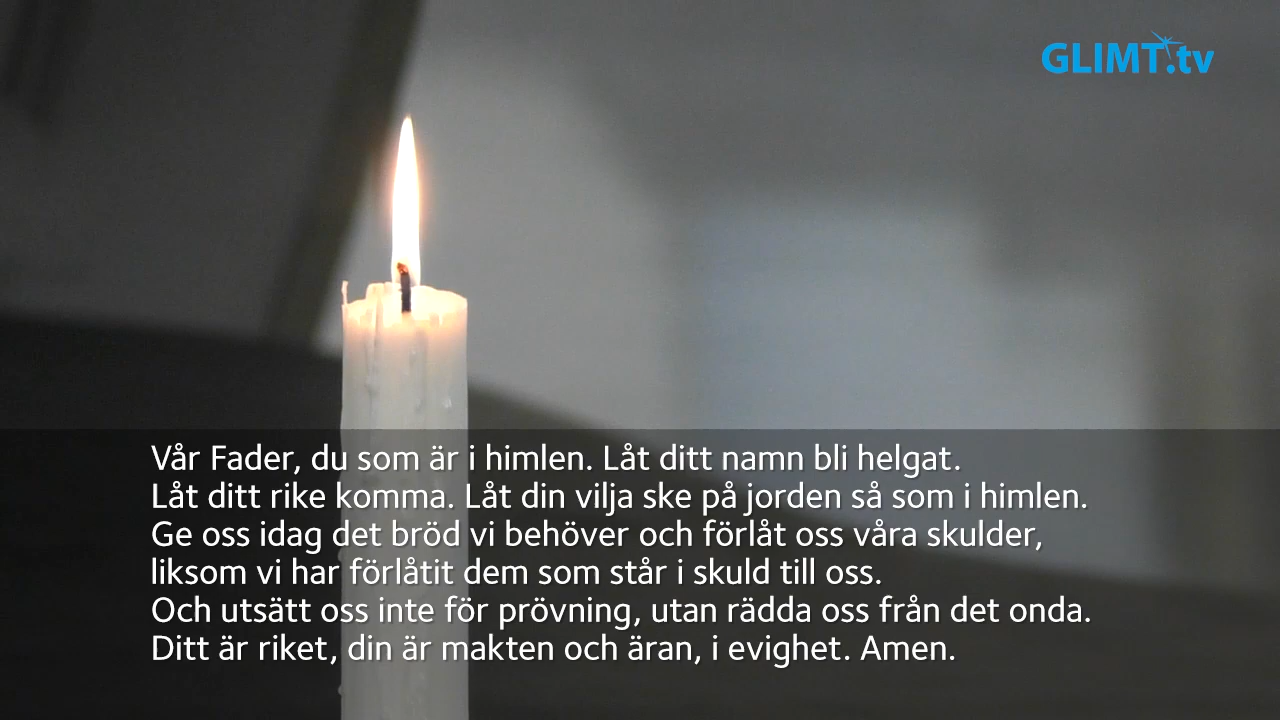 GLIMT.tv
Vår Fader, du som är i himlen. Låt ditt namn bli helgat.
Låt ditt rike komma. Låt din vilja ske på jorden så som i himlen.
Ge oss idag det bröd vi behöver och förlåt oss våra skulder,
liksom vi har förlåtit dem som står i skuld till oss.
Och utsätt oss inte för prövning, utan rädda oss från det onda.
Ditt är riket, din är makten och äran, i evighet. Amen.